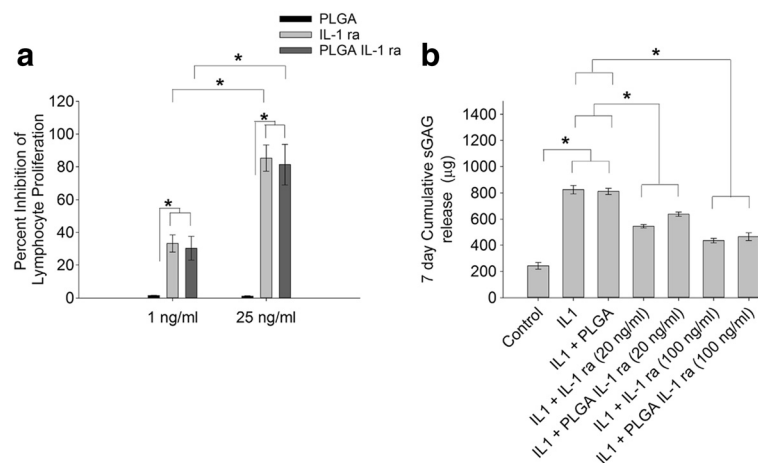 PLGA
IL-1 ra
PLGA IL-1 ra
a
*
*
*
*
Percent Inhibition of
Lymphocyte Proliferation
120
100
80
60
40
20
0
1 ng/ml
25 ng/ml
b
*
*
*
7 day Cumulative sGAG
release (µg)
1400
1200
1000
800
600
400
200
0
Control
IL1
IL1 + PLGA
IL1 + IL-1 ra (20 ng/ml)
IL1 + PLGA IL-1 ra (20 ng/ml)
IL1 + IL-1 ra (100 ng/ml)
IL1 + PLGA IL-1 ra (100 ng/ml)